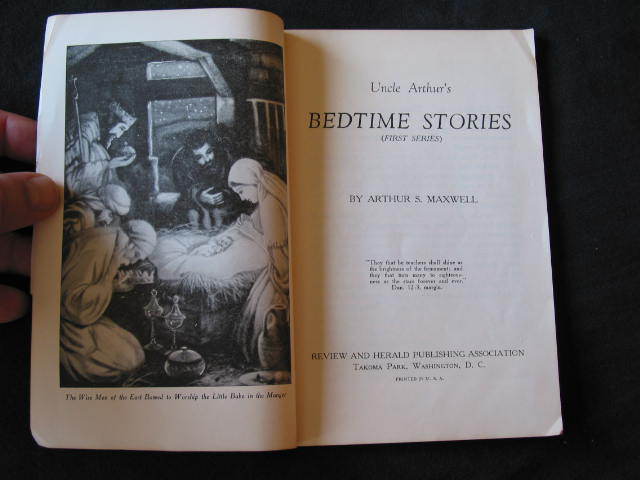 The Wise Men of the East Bowed to Worship the Little Babe in the Manger
Uncle Arthur's
BEDTIME STORIES
(FIRST SERIES)
BY ARTHUR S. MAXWELL
"They that be teachers shall shine as
the brightness of the firmament; and
they that turn many to righteous-
ness as the stars forever and ever."
Dan. 12:3, margin.
REVIEW AND HERALD PUBLISHING ASSOCIATION
TAKOMA PARK, WASHINGTON, D. C.
PRINTED IN U. S. A.